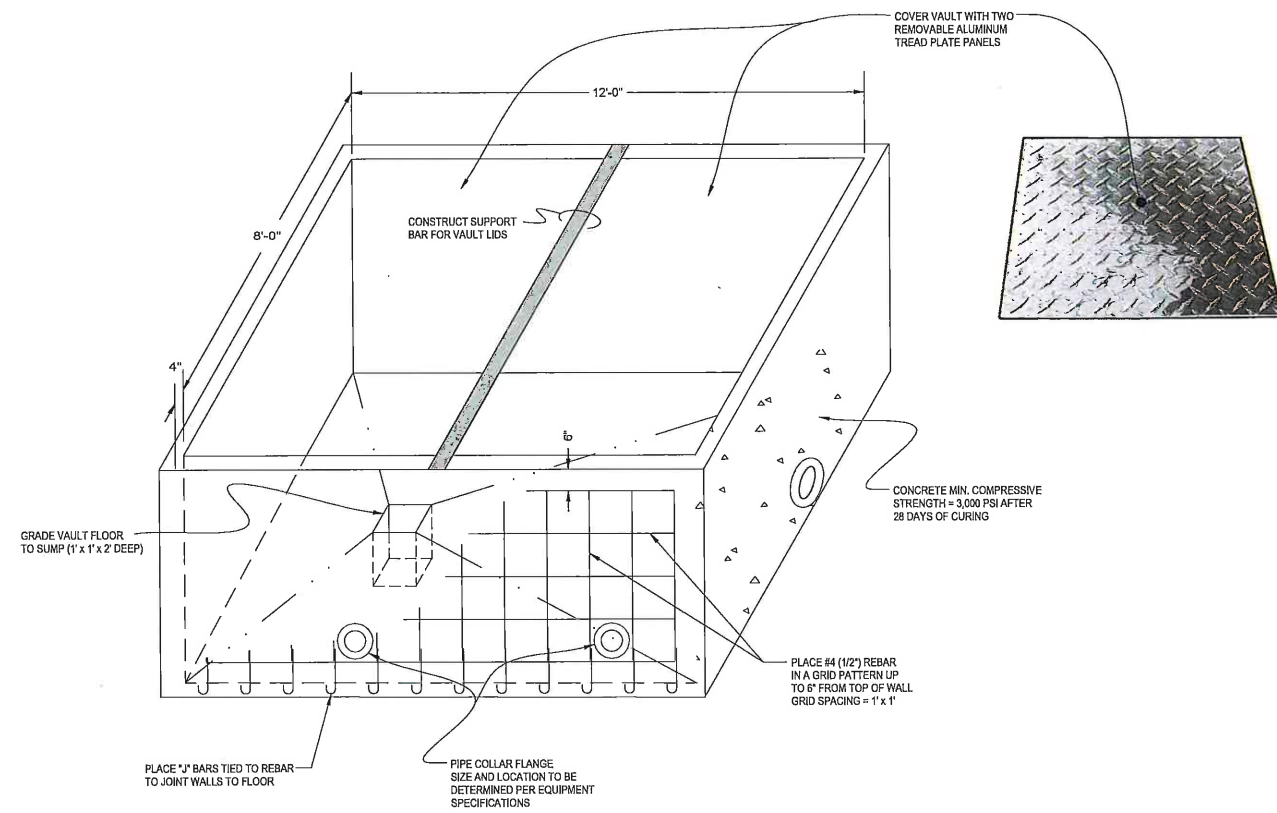 COVER VAULT WITH TWO
REMOVABLE ALUMINUM
TREAD PLATE PANELS
12'-0"
CONSTRUCT SUPPORT
BAR FOR VAULT LIDS
8'-0"
4"
6"
CONCRETE MIN. COMPRESSIVE
STRENGTH = 3,000 PSI AFTER
28 DAYS OF CURING
GRADE VAULT FLOOR
TO SUMP (1' x 1' x 2' DEEP)
PLACE #4 (1/2") REBAR
IN A GRID PATTERN UP
TO 6" FROM TOP OF WALL
GRID SPACING = 1' x 1'
PLACE "J" BARS TIED TO REBAR
TO JOINT WALLS TO FLOOR
PIPE COLLAR FLANGE
SIZE AND LOCATION TO BE
DETERMINED PER EQUIPMENT
SPECIFICATIONS